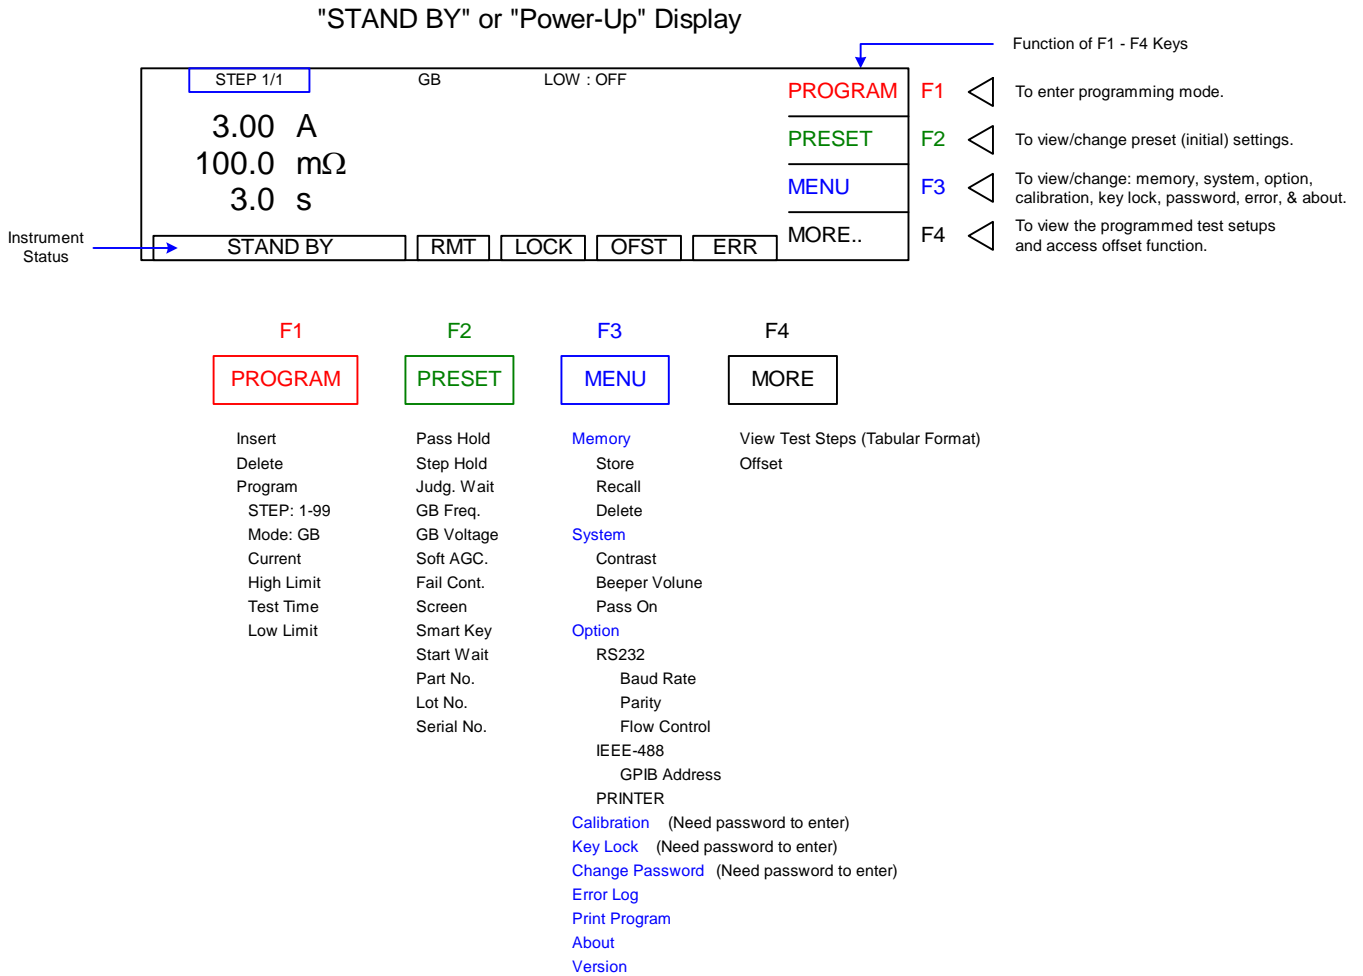 "STAND BY" or "Power-Up" Display
Function of F1 - F4 Keys
STEP 1/1 GB LOW : OFF
PROGRAM F1 To enter programming mode.
3.00 A
PRESET F2 To view/change preset (initial) settings.
100.0 mΩ
MENU F3 To view/change: memory, system, option,
calibration, key lock, password, error, & about.
3.0 s
MORE.. F4 To view the programmed test setups
and access offset function.
Instrument
Status
STAND BY RMT LOCK OFST ERR
F1 F2 F3 F4
PROGRAM PRESET MENU MORE
Insert Pass Hold Memory View Test Steps (Tabular Format)
Delete Step Hold Store Offset
Program Judg. Wait Recall
STEP: 1-99 GB Freq. Delete
Mode: GB GB Voltage System
Current Soft AGC. Contrast
High Limit Fail Cont. Beeper Volune
Test Time Screen Pass On
Low Limit Smart Key Option
Start Wait RS232
Part No. Baud Rate
Lot No. Parity
Serial No. Flow Control
IEEE-488
GPIB Address
PRINTER
Calibration (Need password to enter)
Key Lock (Need password to enter)
Change Password (Need password to enter)
Error Log
Print Program
About
Version